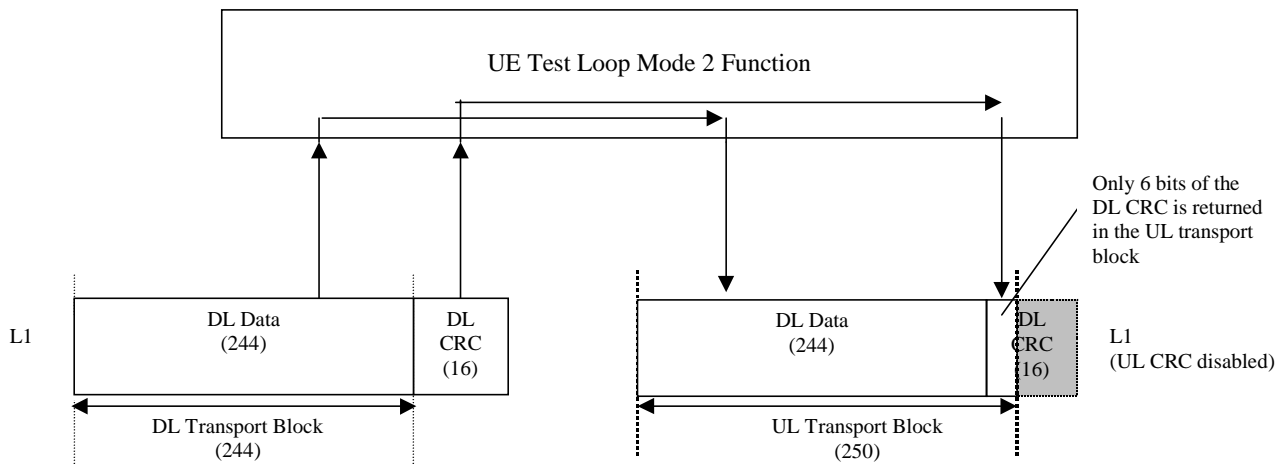 UE Test Loop Mode 2 Function
Only 6 bits of the
DL CRC is returned
in the UL transport
block
L1
DL Data
(244)
DL
CRC
(16)
DL Data
(244)
DL
CRC
(16)
L1
(UL CRC disabled)
DL Transport Block
(244)
UL Transport Block
(250)